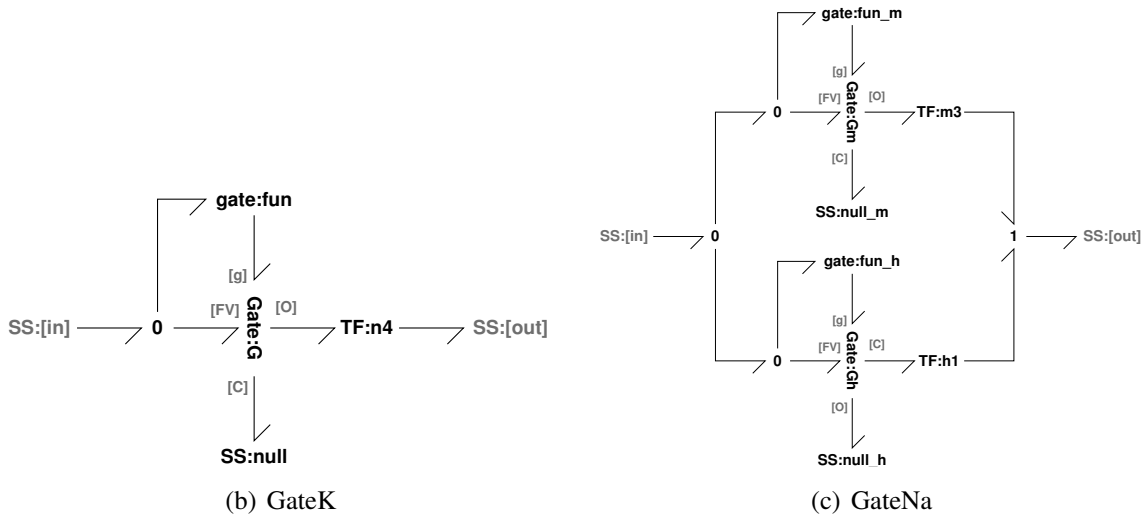 gate:fun
[g]
SS:[in]
0
[FV]
Gate:G
[O]
TF:n4
SS:[out]
[C]
SS:null
(b) GateK
gate:fun_m
[g]
0
[FV]
Gate:Gm
[O]
TF:m3
[C]
SS:null_m
SS:[in]
0
1
SS:[out]
gate:fun_h
[g]
0
[FV]
Gate:Gh
[C]
TF:h1
[O]
SS:null_h
(c) GateNa